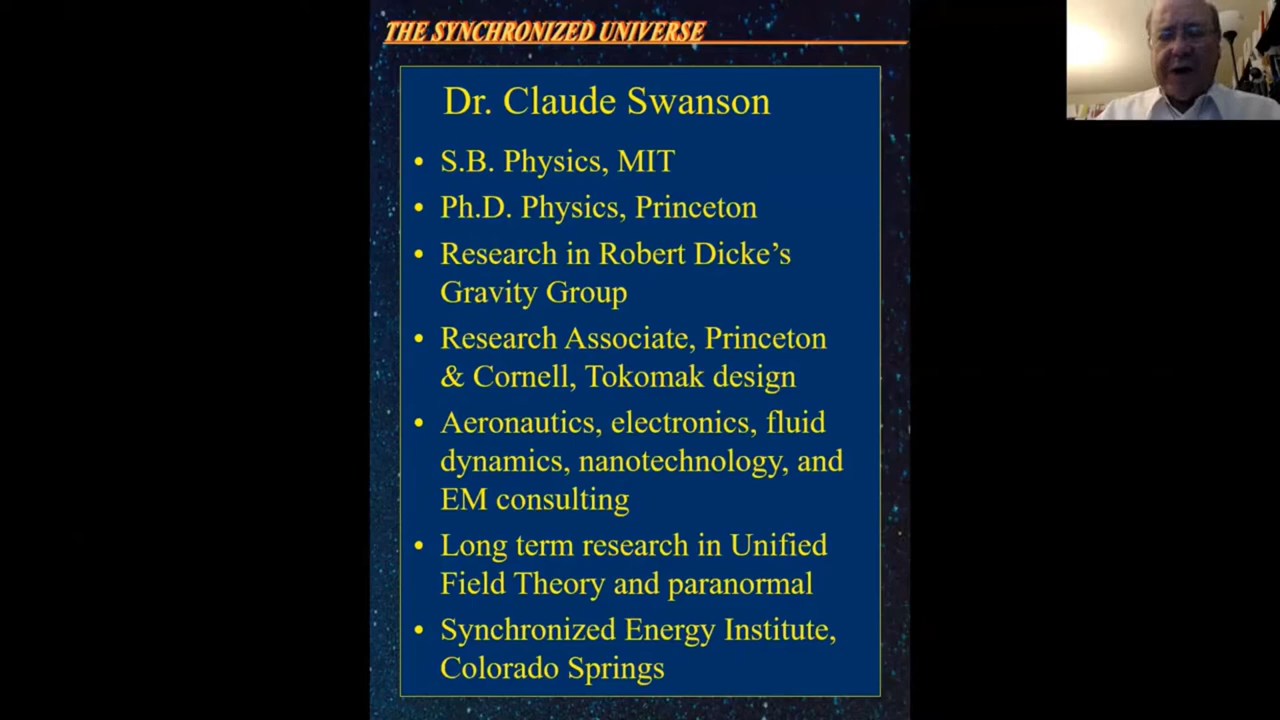 THE SYNCHRONIZED UNIVERSE
Dr. Claude Swanson
• S.B. Physics, MIT
• Ph.D. Physics, Princeton
• Research in Robert Dicke’s
Gravity Group
• Research Associate, Princeton
& Cornell, Tokomak design
• Aeronautics, electronics, fluid
dynamics, nanotechnology, and
EM consulting
• Long term research in Unified
Field Theory and paranormal
• Synchronized Energy Institute,
Colorado Springs